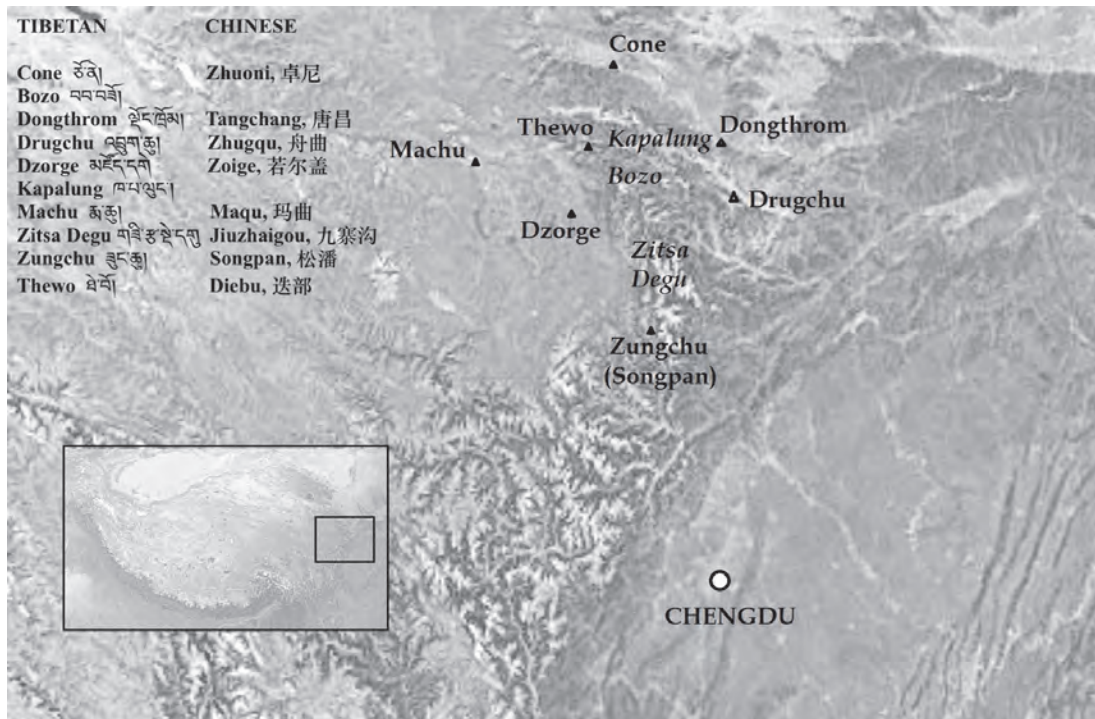 TIBETAN CHINESE
Cone ཅོ་ནེ། Zhuoni, 卓尼
Bozo བབ་བཟོ།
Dongthrom ལྡོང་ཁྲོམ། Tangchang, 唐昌
Drugchu འབྲུག་ཆུ། Zhugqu, 舟曲
Dzorge མཛོད་དགེ Zoige, 若尔盖
Kapalung ཁ་པ་ལུང་།
Machu རྨ་ཆུ། Maqu, 玛曲
Zitsa Degu གཟི་རྩ་སྡེ་དགུ Jiuzhaigou, 九寨沟
Zungchu ཟུང་ཆུ། Songpan, 松潘
Thewo ཐེ་བོ། Diebu, 迭部
Cone
Thewo
Kapalung
Dongthrom
Machu
Bozo
Drugchu
Dzorge
Zitsa
Degu
Zungchu
(Songpan)
CHENGDU